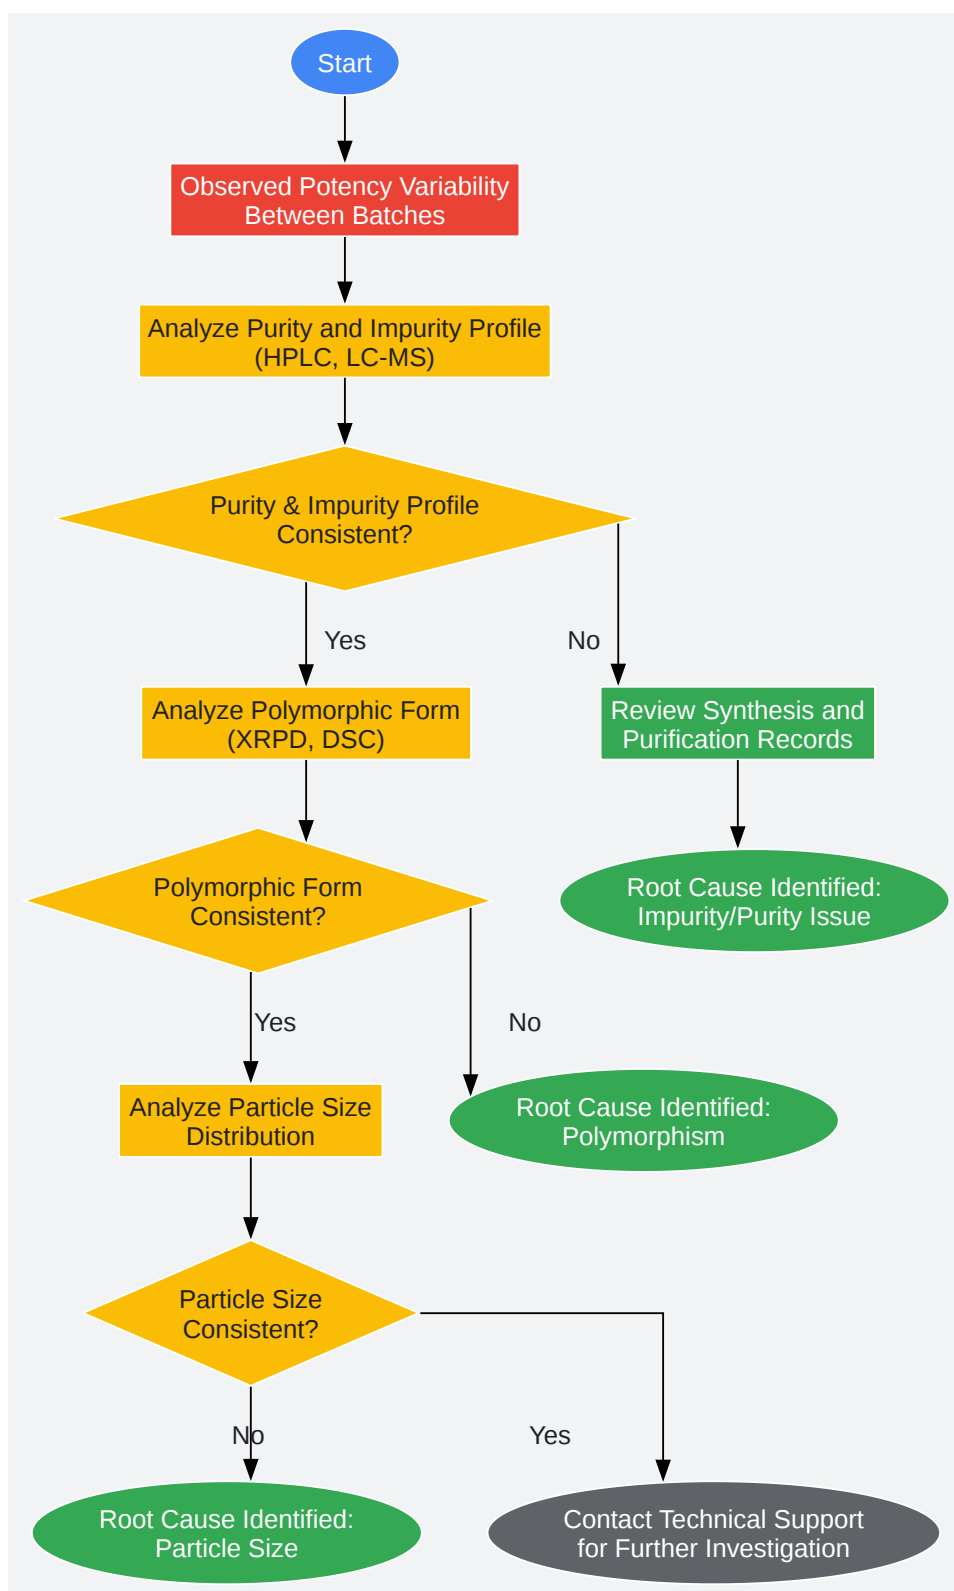 Start
Observed Potency Variability
Between Batches
Analyze Purity and Impurity Profile
(HPLC, LC-MS)
Purity & Impurity Profile
Consistent?
Yes
No
Analyze Polymorphic Form
(XRPD, DSC)
Review Synthesis and
Purification Records
Polymorphic Form
Consistent?
Root Cause Identified:
Impurity/Purity Issue
Yes
No
Analyze Particle Size
Distribution
Root Cause Identified:
Polymorphism
Particle Size
Consistent?
No
Yes
Root Cause Identified:
Particle Size
Contact Technical Support
for Further Investigation